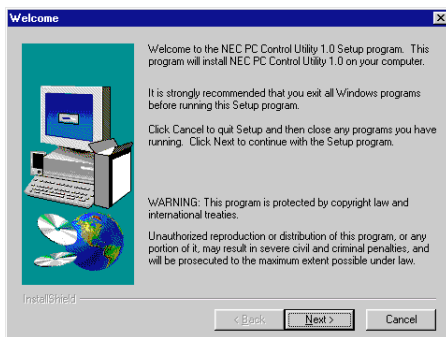 Welcome
Welcome to the NEC PC Control Utility 1.0 Setup program. This
program will install NEC PC Control Utility 1.0 on your computer.
It is strongly recommended that you exit all Windows programs
before running this Setup program.
Click Cancel to quit Setup and then close any programs you have
running. Click Next to continue with the Setup program.
WARNING: This program is protected by copyright law and
international treaties.
Unauthorized reproduction or distribution of this program, or any
portion of it, may result in severe civil and criminal penalties, and
will be prosecuted to the maximum extent possible under law.
InstallShield
< Back
Next >
Cancel